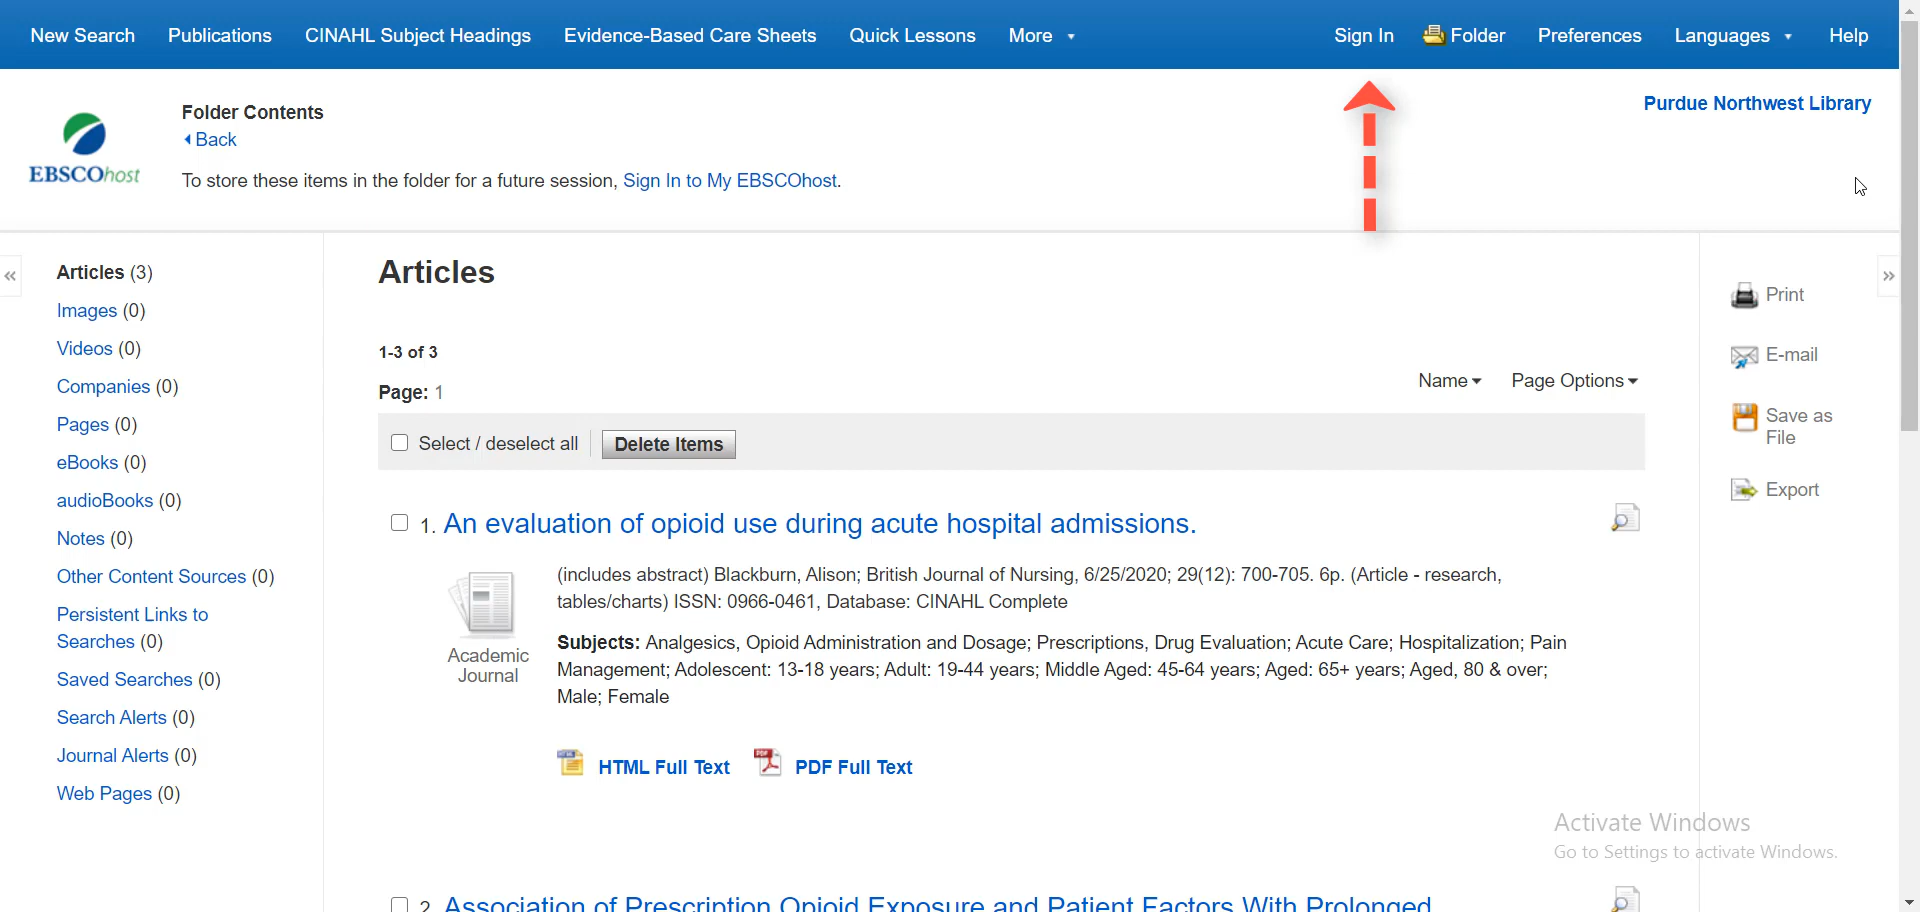 New Search Publications CINAHL Subject Headings Evidence-Based Care Sheets Quick Lessons More Sign In Folder Preferences Languages Help
Folder Contents
Back
To store these items in the folder for a future session, Sign In to My EBSCOhost.
EBSCOhost
Purdue Northwest Library
Articles (3)
Images (0)
Videos (0)
Companies (0)
Pages (0)
eBooks (0)
audioBooks (0)
Notes (0)
Other Content Sources (0)
Persistent Links to
Searches (0)
Saved Searches (0)
Search Alerts (0)
Journal Alerts (0)
Web Pages (0)
Articles
1-3 of 3
Page: 1
Name Page Options
Select / deselect all Delete Items
1. An evaluation of opioid use during acute hospital admissions.
Academic
Journal
(includes abstract) Blackburn, Alison; British Journal of Nursing, 6/25/2020; 29(12): 700-705. 6p. (Article - research,
tables/charts) ISSN: 0966-0461, Database: CINAHL Complete
Subjects: Analgesics, Opioid Administration and Dosage; Prescriptions, Drug Evaluation; Acute Care; Hospitalization; Pain
Management; Adolescent: 13-18 years; Adult: 19-44 years; Middle Aged: 45-64 years; Aged: 65+ years; Aged, 80 & over;
Male; Female
HTML Full Text PDF Full Text
2. Association of Prescription Opioid Exposure and Patient Factors With Prolonged
Print
E-mail
Save as
File
Export
Activate Windows
Go to Settings to activate Windows.